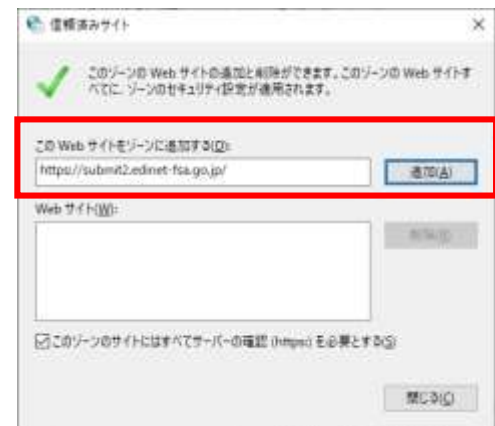 信頼済みサイト
このゾーンの Web サイトの追加と削除ができます。このゾーンの Web サイトす
べてに、ゾーンのセキュリティ設定が適用されます。
この Web サイトをゾーンに追加する(D):
https://submit2.edinet-fsa.go.jp/
追加(A)
Web サイト(W):
削除(R)
このゾーンのサイトにはすべてサーバーの確認 (https:) を必要とする(S)
閉じる(C)